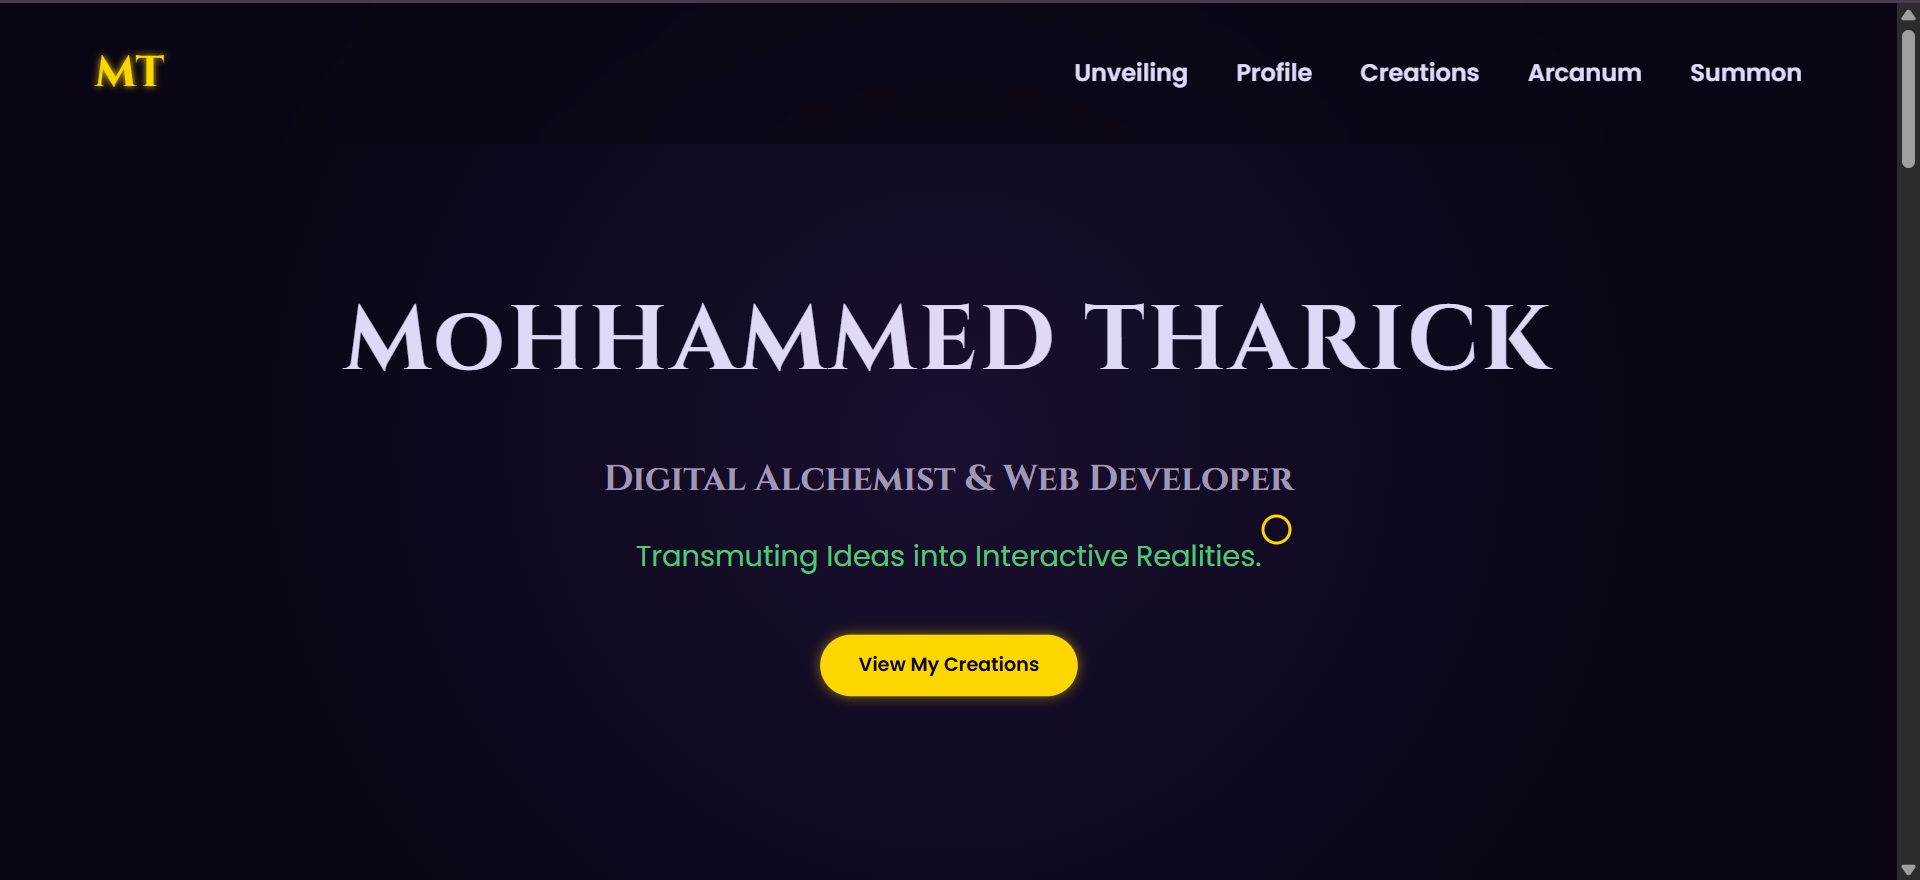 MT
Unveiling Profile Creations Arcanum Summon
MoHHAMMED THARICK
Digital Alchemist & Web Developer
Transmuting Ideas into Interactive Realities.
View My Creations